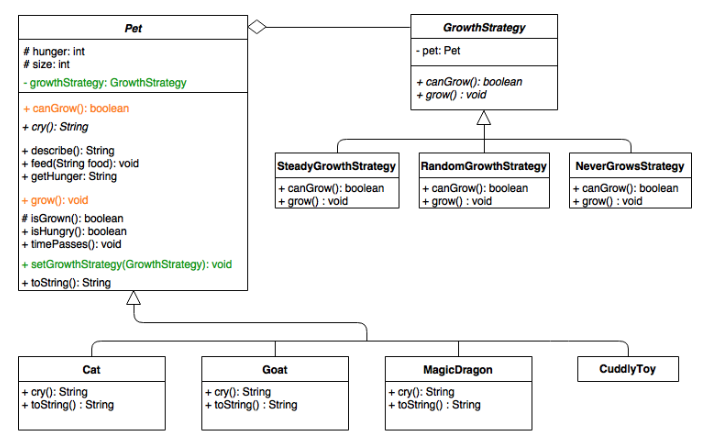 Pet
# hunger: int
# size: int
- growthStrategy: GrowthStrategy
+ canGrow(): boolean
+ cry(): String
+ describe(): String
+ feed(String food): void
+ getHunger: String
+ grow(): void
# isGrown(): boolean
+ isHungry(): boolean
+ timePasses(): void
+ setGrowthStrategy(GrowthStrategy): void
+ toString(): String
GrowthStrategy
- pet: Pet
+ canGrow(): boolean
+ grow() : void
SteadyGrowthStrategy
+ canGrow(): boolean
+ grow() : void
RandomGrowthStrategy
+ canGrow(): boolean
+ grow() : void
NeverGrowsStrategy
+ canGrow(): boolean
+ grow() : void
Cat
+ cry(): String
+ toString() : String
Goat
+ cry(): String
+ toString() : String
MagicDragon
+ cry(): String
+ toString() : String
CuddlyToy